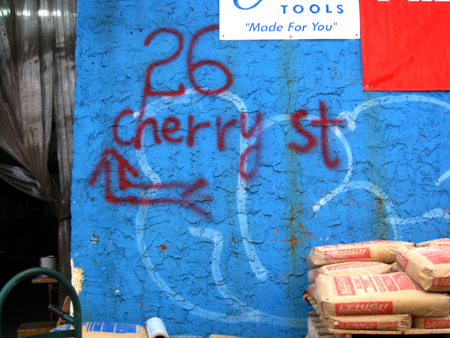 TOOLS
"Made For You"
26
cherry st
LEHIGH